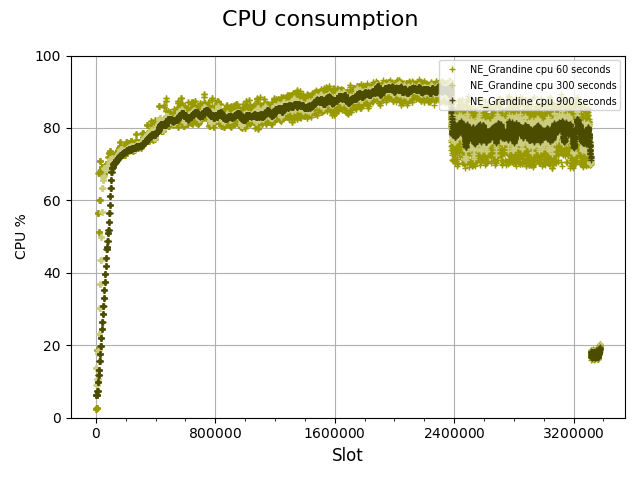 CPU consumption
NE_Grandine cpu 60 seconds
NE_Grandine cpu 300 seconds
NE_Grandine cpu 900 seconds
100
80
60
40
20
0
CPU %
0 800000 1600000 2400000 3200000
Slot